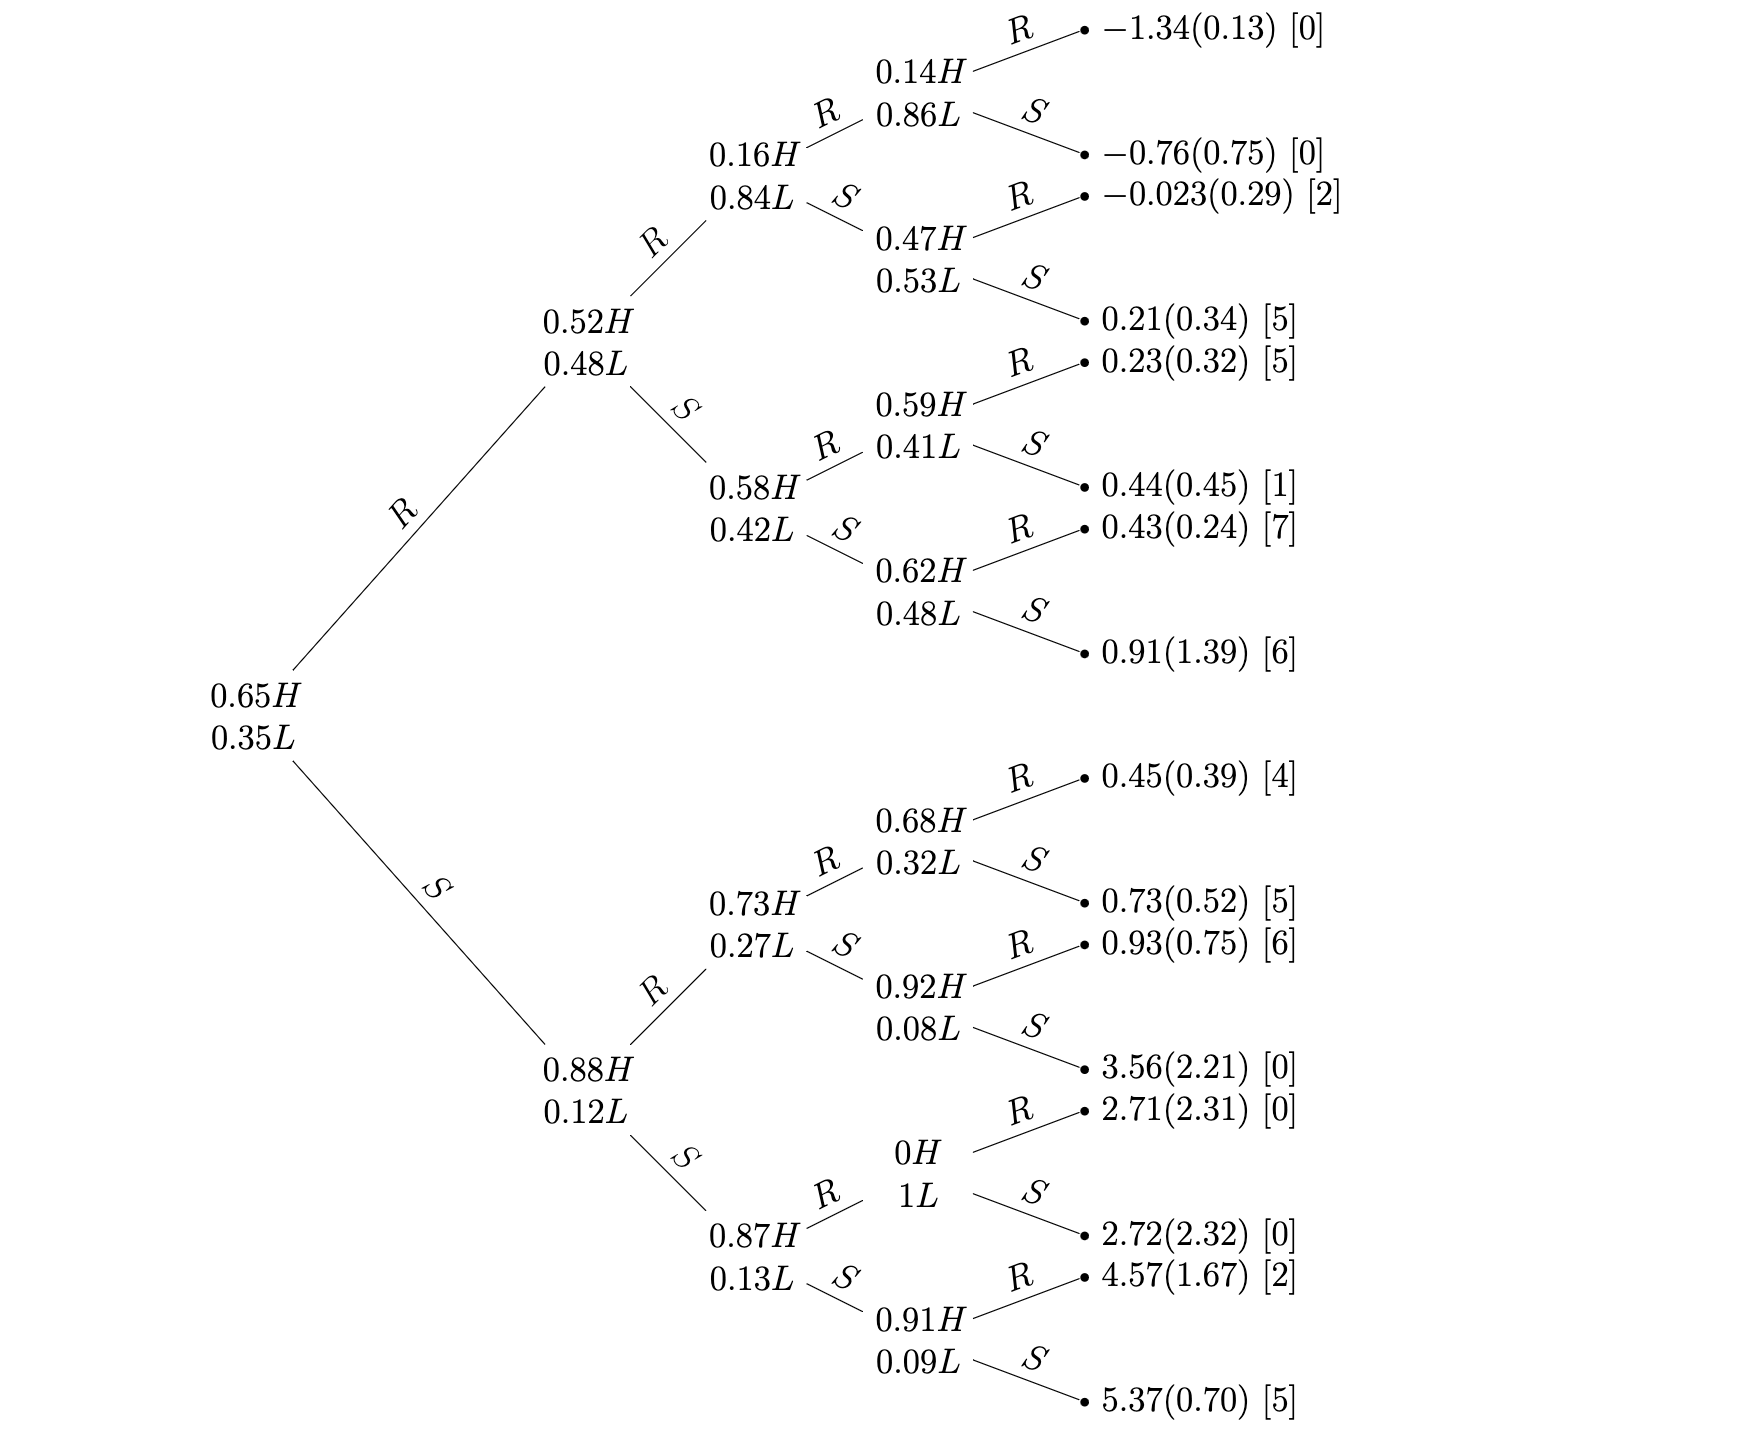 R
−1.34(0.13) [0]
0.14H
R
0.86L
S
0.16H
−0.76(0.75) [0]
0.84L
S
R
−0.023(0.29) [2]
R
0.47H
0.53L
S
0.52H
0.21(0.34) [5]
0.48L
R
0.23(0.32) [5]
S
0.59H
R
0.41L
S
0.58H
0.44(0.45) [1]
0.42L
S
R
0.43(0.24) [7]
R
0.62H
0.48L
S
0.91(1.39) [6]
0.65H
0.35L
R
0.45(0.39) [4]
0.68H
R
0.32L
S
S
0.73H
0.73(0.52) [5]
0.27L
S
R
0.93(0.75) [6]
R
0.92H
0.08L
S
0.88H
3.56(2.21) [0]
0.12L
R
2.71(2.31) [0]
S
0H
R
1L
S
0.87H
2.72(2.32) [0]
0.13L
S
R
4.57(1.67) [2]
0.91H
0.09L
S
5.37(0.70) [5]